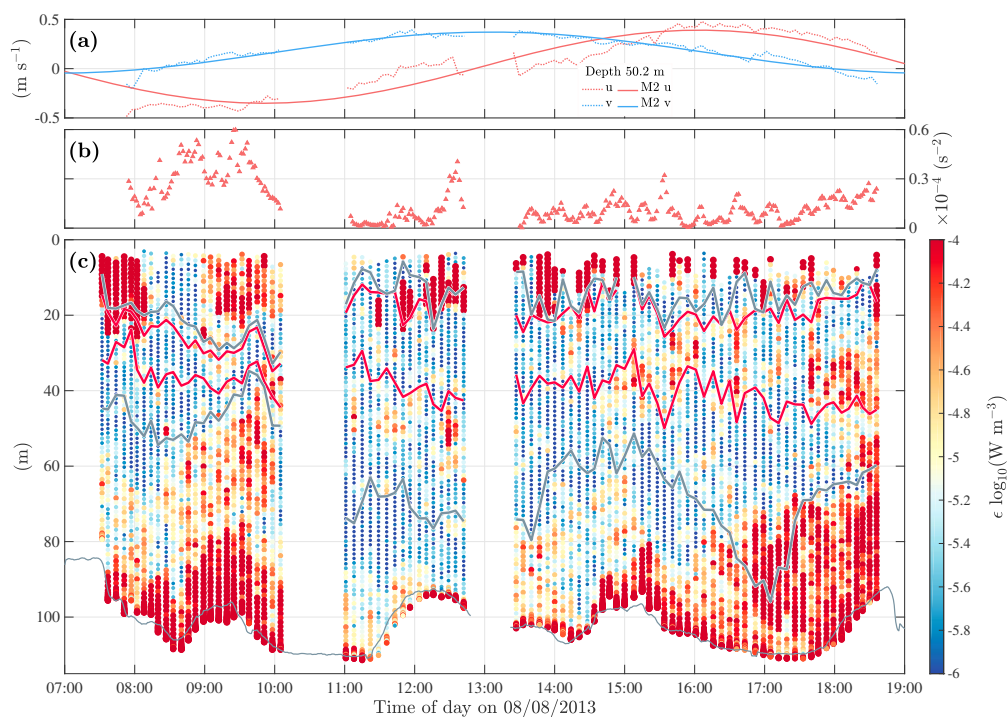 (a)
0.5
0
-0.5
(m s⁻¹)
Depth 50.2 m
u M2 u
v M2 v
(b)
0.6
0.3
0
×10⁻⁴ (s⁻²)
(c)
0
20
40
60
80
100
(m)
07:00 08:00 09:00 10:00 11:00 12:00 13:00 14:00 15:00 16:00 17:00 18:00 19:00
Time of day on 08/08/2013
-4
-4.2
-4.4
-4.6
-4.8
-5
-5.2
-5.4
-5.6
-5.8
-6
ϵ log₁₀(W m⁻³)